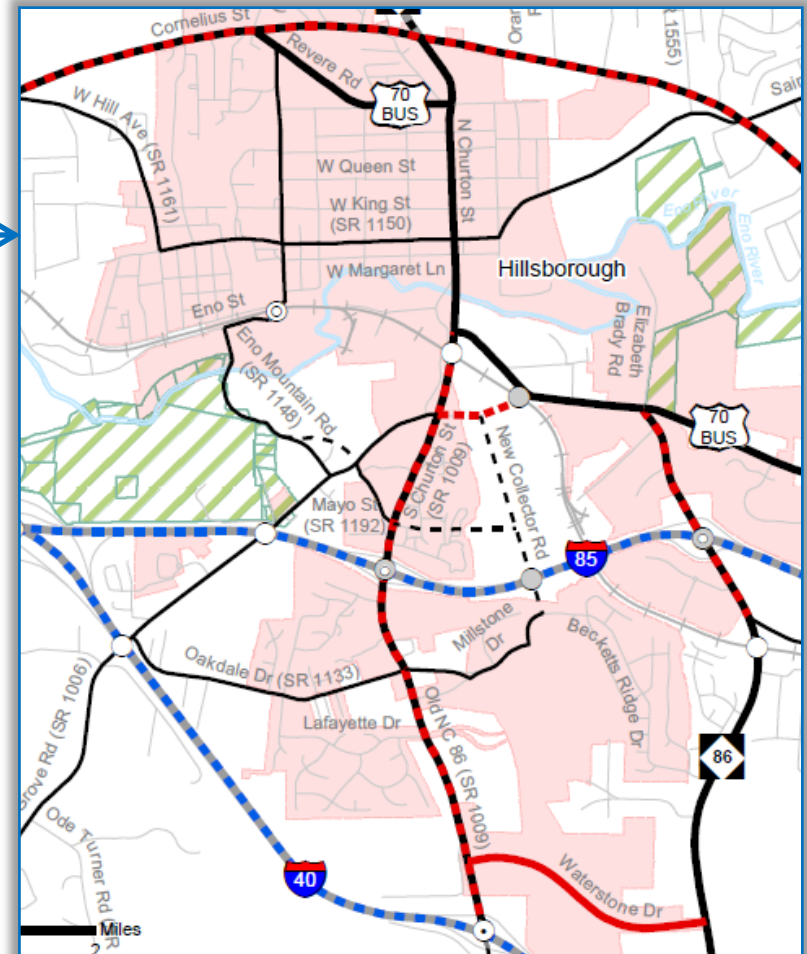 Cornelius St
Revere Rd
70
BUS
W Hill Ave (SR 1161)
N Churton St
W Queen St
W King St
(SR 1150)
W Margaret Ln
Hillsborough
Eno River
Eno River
Eno St
Elizabeth
Brady Rd
Eno Mountain Rd
(SR 1148)
70
BUS
S Churton St
(SR 1009)
New Collector Rd
Mayo St
(SR 1192)
85
Millstone
Dr
Becketts Ridge Dr
Oakdale Dr (SR 1133)
Lafayette Dr
Old NC 86 (SR 1009)
86
Grove Rd (SR 1006)
Ode Turner Rd
40
Waterstone Dr
Miles
2